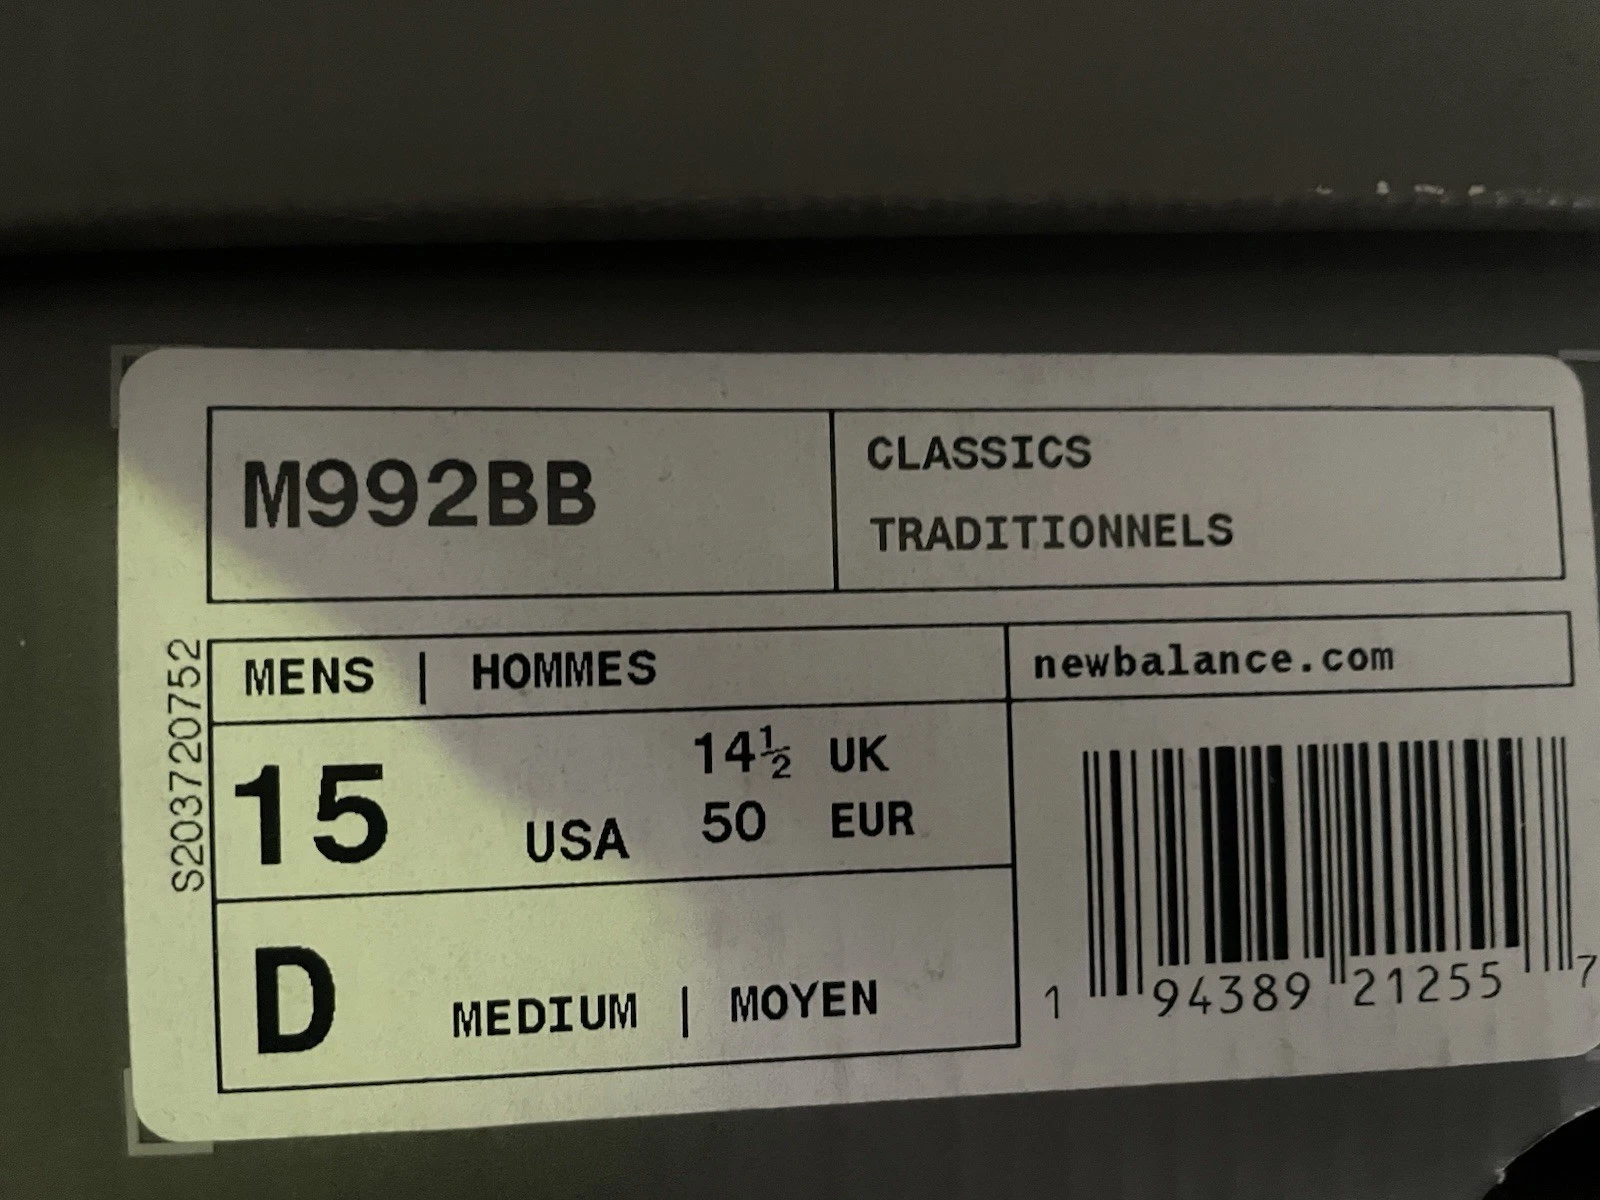 M992BB
CLASSICS
TRADITIONNELS
S203720752
MENS | HOMMES
newbalance.com
15 USA
14½ UK
50 EUR
D MEDIUM | MOYEN
1 94389 21255 7